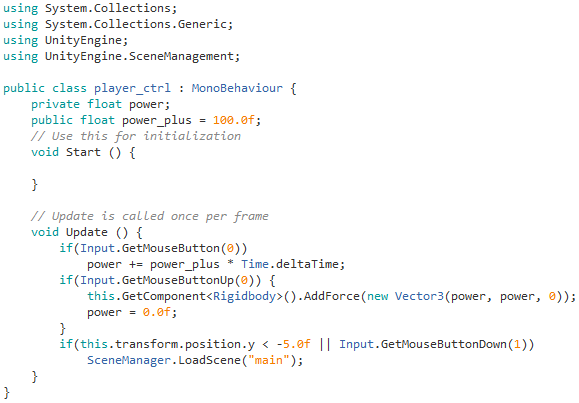 using System.Collections;
using System.Collections.Generic;
using UnityEngine;
using UnityEngine.SceneManagement;

public class player_ctrl : MonoBehaviour {
    private float power;
    public float power_plus = 100.0f;
    // Use this for initialization
    void Start () {

    }

    // Update is called once per frame
    void Update () {
        if(Input.GetMouseButton(0))
            power += power_plus * Time.deltaTime;
        if(Input.GetMouseButtonUp(0)) {
            this.GetComponent<Rigidbody>().AddForce(new Vector3(power, power, 0));
            power = 0.0f;
        }
        if(this.transform.position.y < -5.0f || Input.GetMouseButtonDown(1))
            SceneManager.LoadScene("main");
    }
}